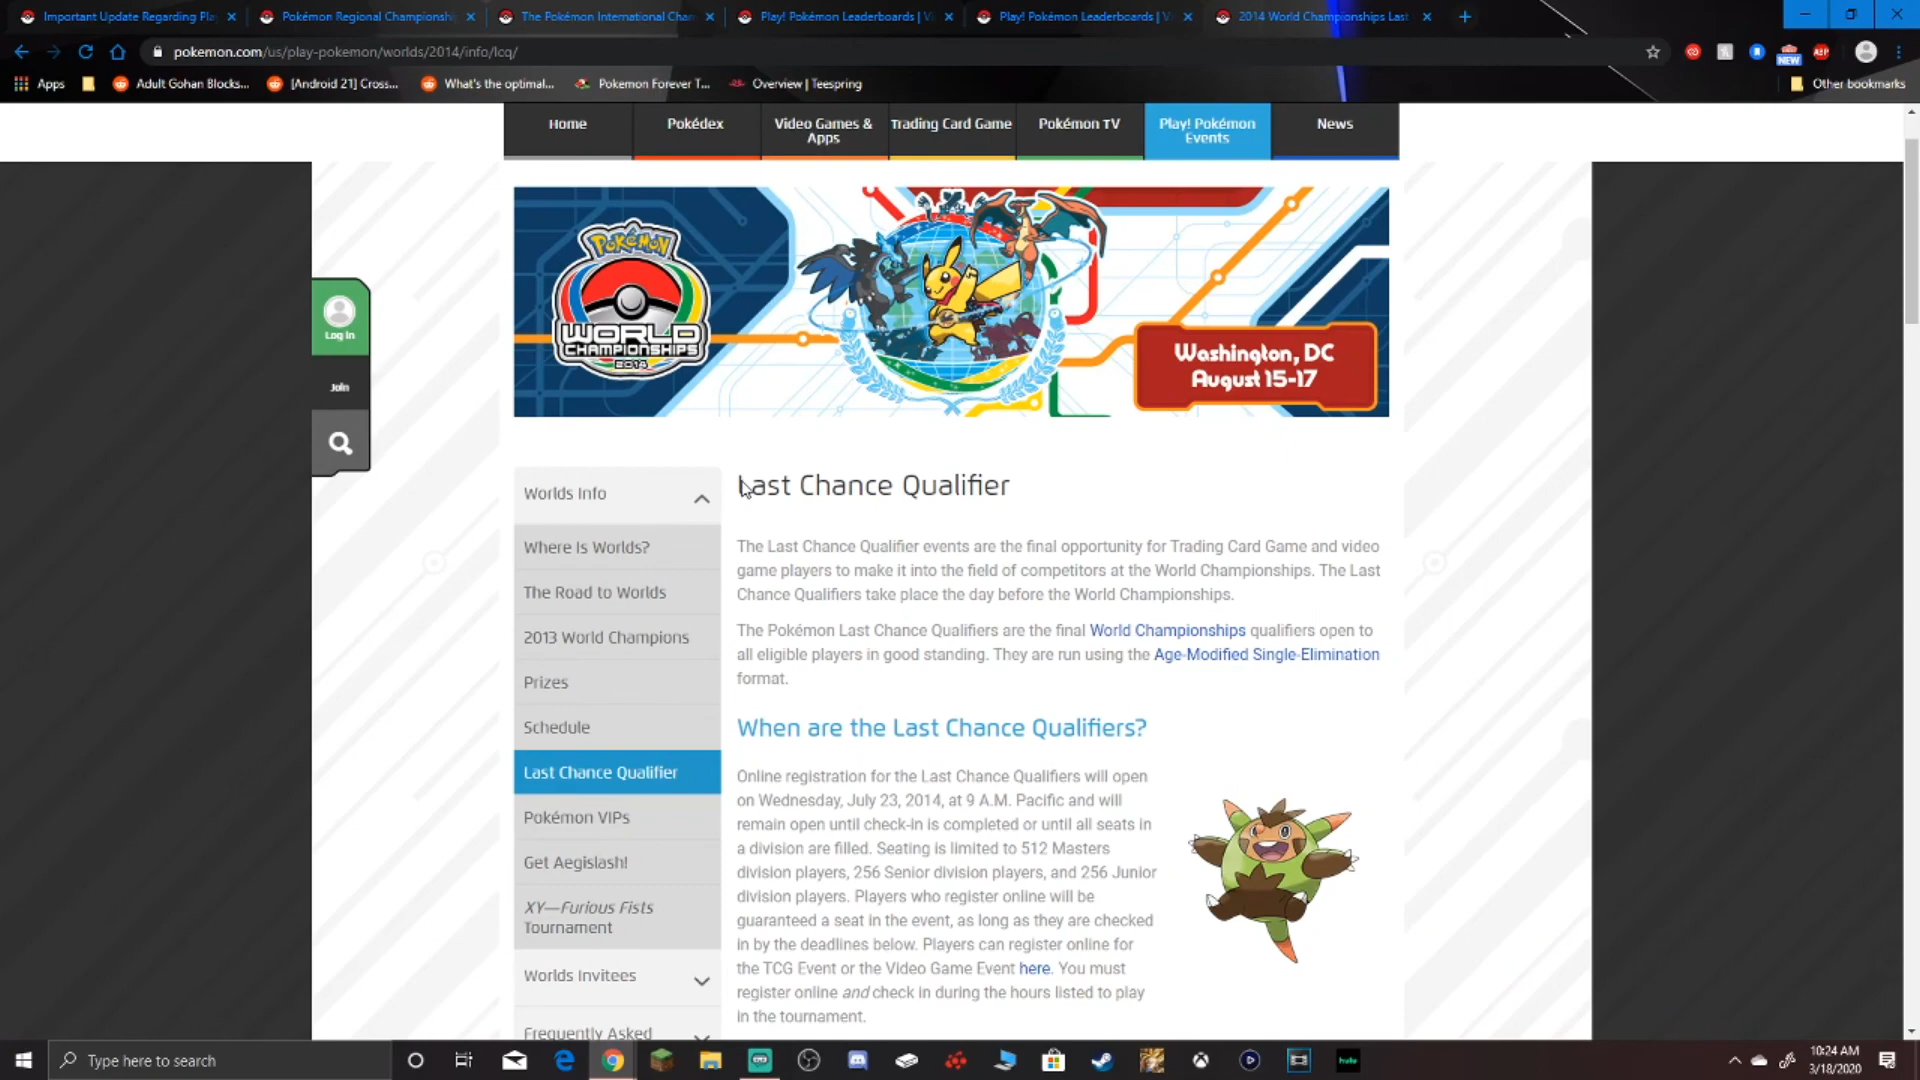 Important Update Regarding Pla
Pokémon Regional Championshi
The Pokémon International Cham
Play! Pokémon Leaderboards | Vi
Play! Pokémon Leaderboards | V
2014 World Championships Last
pokemon.com/us/play-pokemon/worlds/2014/info/lcq/
NEW
ABP
Apps
Adult Gohan Blocks...
[Android 21] Cross...
What's the optimal...
Pokemon Forever T...
Overview | Teespring
Other bookmarks
Home
Pokédex
Video Games &
Apps
Trading Card Game
Pokémon TV
Play! Pokémon
Events
News
Pokémon
WORLD
CHAMPIONSHIPS
2014
Washington, DC
August 15-17
Log In
Join
Worlds Info
Where Is Worlds?
The Road to Worlds
2013 World Champions
Prizes
Schedule
Last Chance Qualifier
Pokémon VIPs
Get Aegislash!
XY—Furious Fists
Tournament
Worlds Invitees
Frequently Asked
Last Chance Qualifier
The Last Chance Qualifier events are the final opportunity for Trading Card Game and video
game players to make it into the field of competitors at the World Championships. The Last
Chance Qualifiers take place the day before the World Championships.
The Pokémon Last Chance Qualifiers are the final World Championships qualifiers open to
all eligible players in good standing. They are run using the Age-Modified Single-Elimination
format.
When are the Last Chance Qualifiers?
Online registration for the Last Chance Qualifiers will open
on Wednesday, July 23, 2014, at 9 A.M. Pacific and will
remain open until check-in is completed or until all seats in
a division are filled. Seating is limited to 512 Masters
division players, 256 Senior division players, and 256 Junior
division players. Players who register online will be
guaranteed a seat in the event, as long as they are checked
in by the deadlines below. Players can register online for
the TCG Event or the Video Game Event here. You must
register online and check in during the hours listed to play
in the tournament.
Type here to search
hulu
10:24 AM
3/18/2020